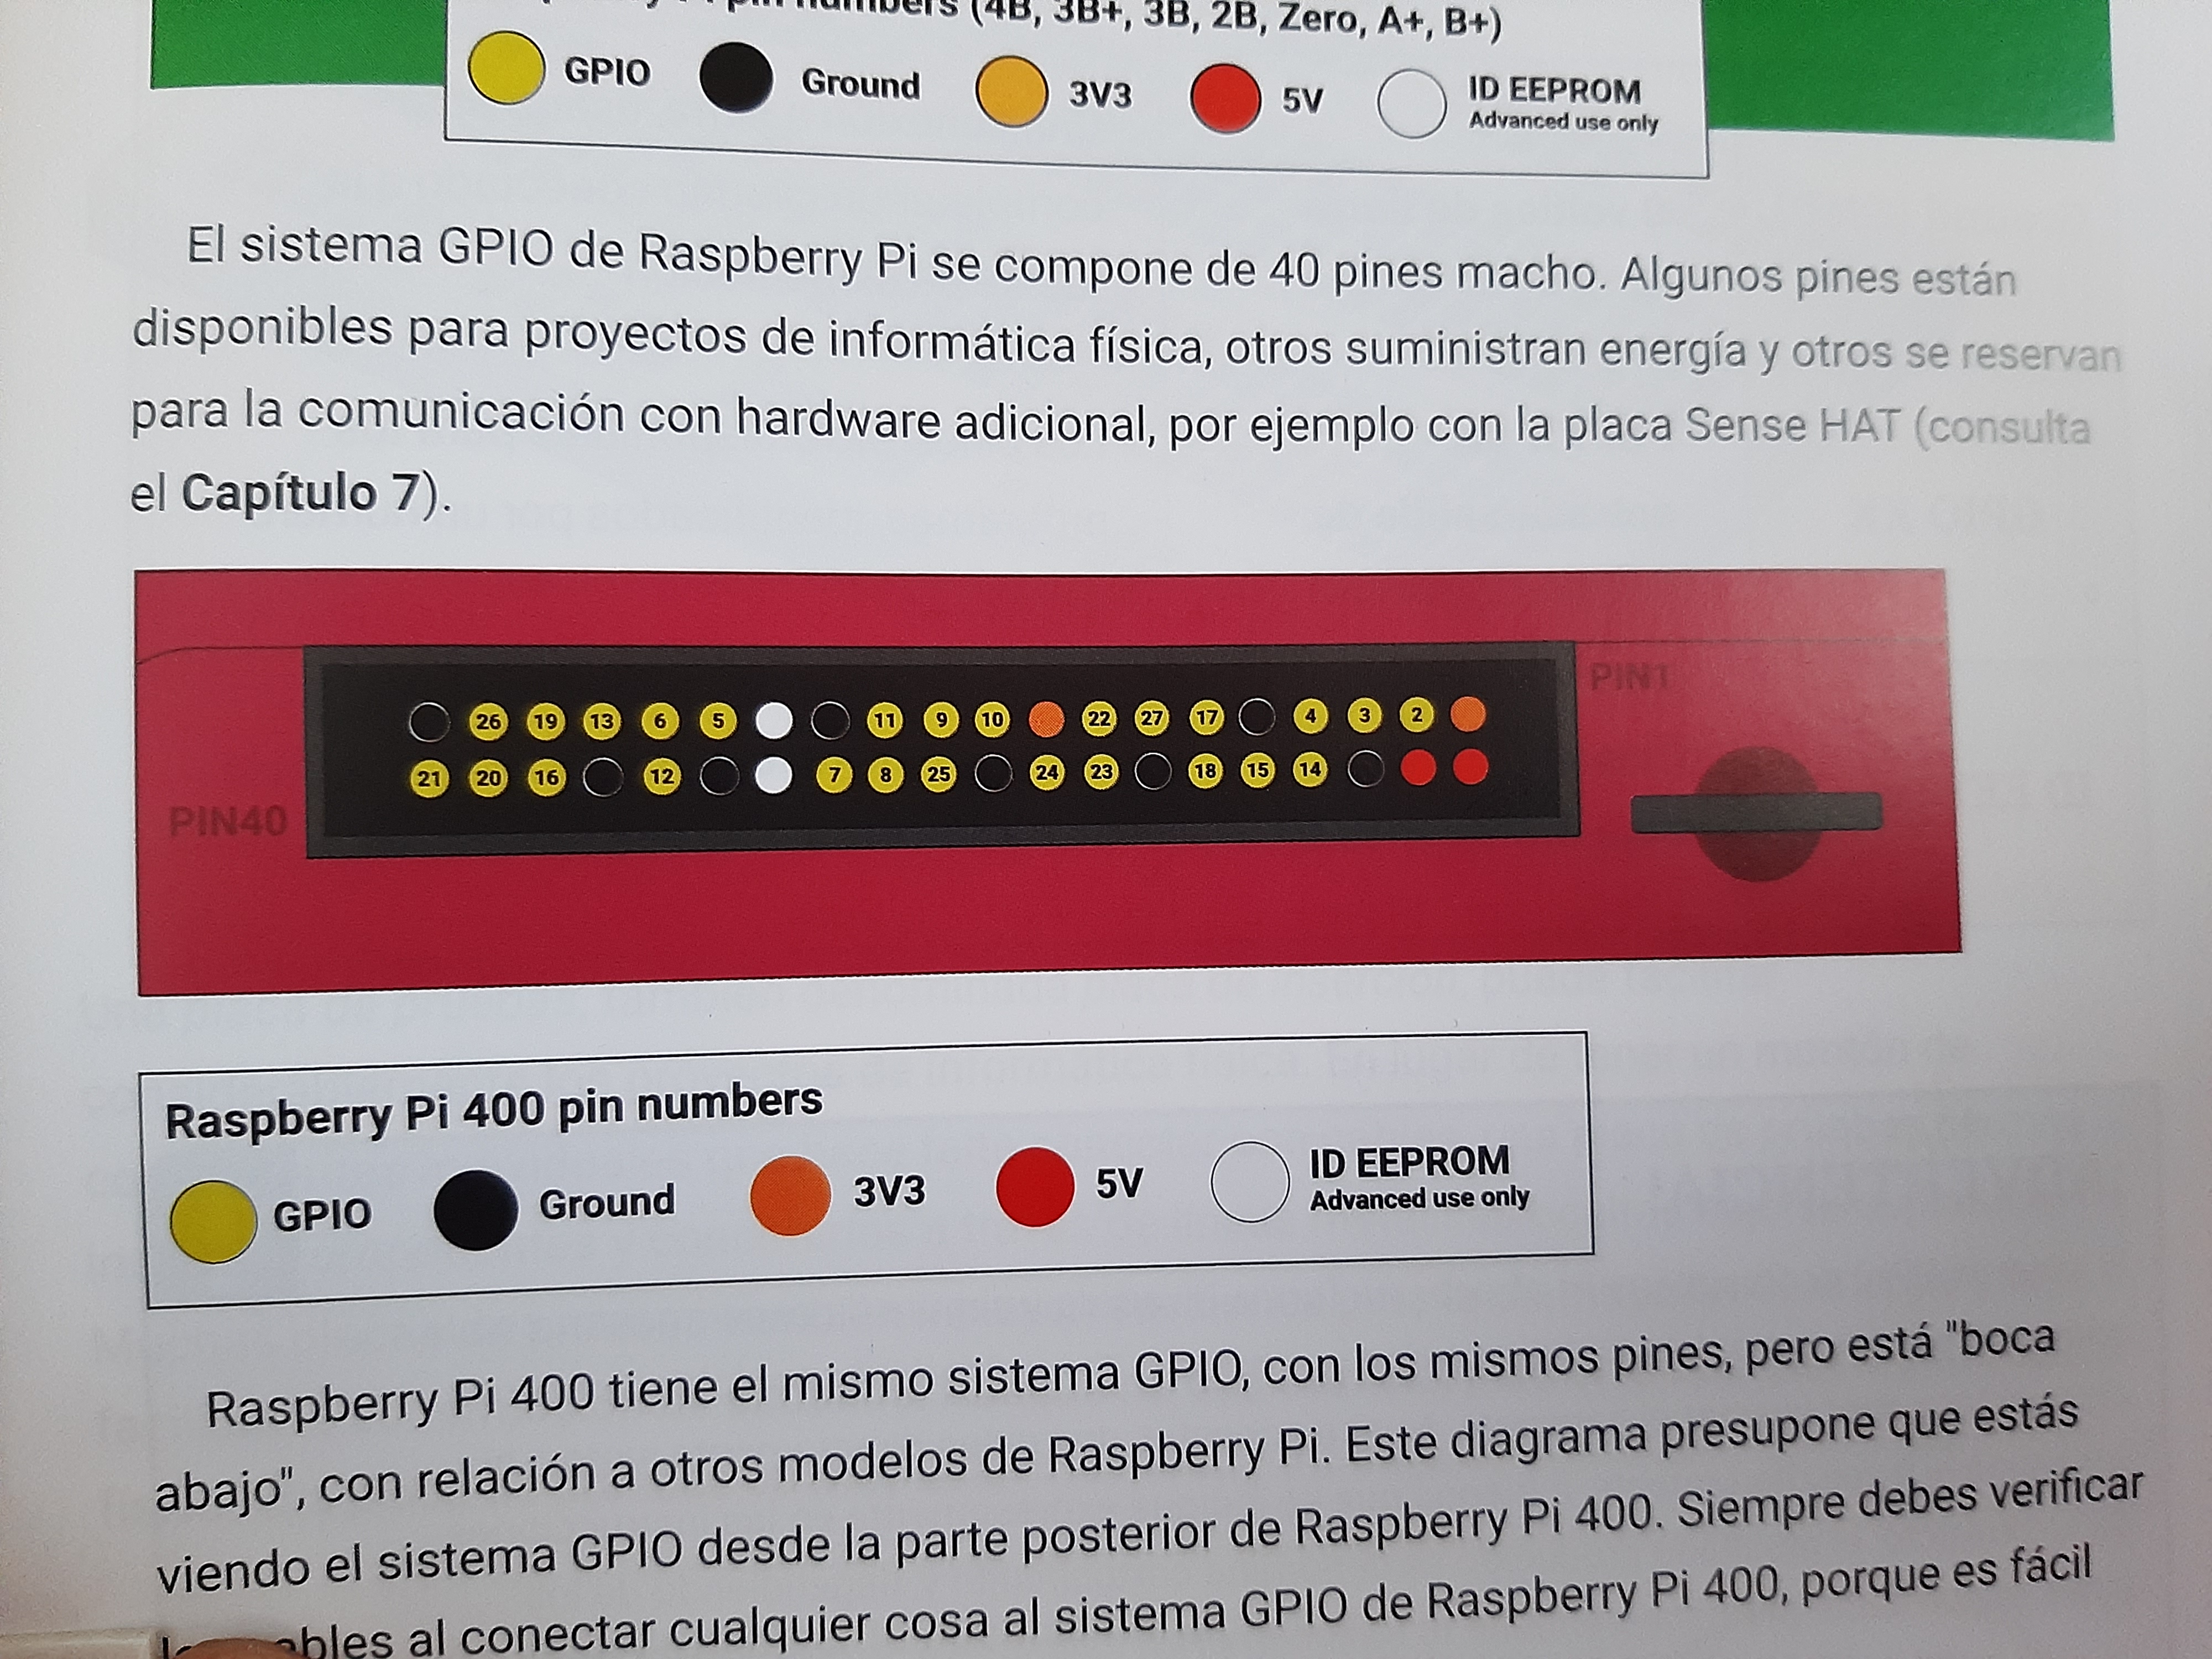 pin numbers (4B, 3B+, 3B, 2B, Zero, A+, B+)
GPIO Ground 3V3 5V ID EEPROM
Advanced use only
El sistema GPIO de Raspberry Pi se compone de 40 pines macho. Algunos pines están
disponibles para proyectos de informática física, otros suministran energía y otros se reservan
para la comunicación con hardware adicional, por ejemplo con la placa Sense HAT (consulta
el Capítulo 7).
PIN1
26 19 13 6 5 11 9 10 22 27 17 4 3 2
21 20 16 12 7 8 25 24 23 18 15 14
PIN40
Raspberry Pi 400 pin numbers
GPIO Ground 3V3 5V ID EEPROM
Advanced use only
Raspberry Pi 400 tiene el mismo sistema GPIO, con los mismos pines, pero está "boca
abajo", con relación a otros modelos de Raspberry Pi. Este diagrama presupone que estás
viendo el sistema GPIO desde la parte posterior de Raspberry Pi 400. Siempre debes verificar
al conectar cualquier cosa al sistema GPIO de Raspberry Pi 400, porque es fácil